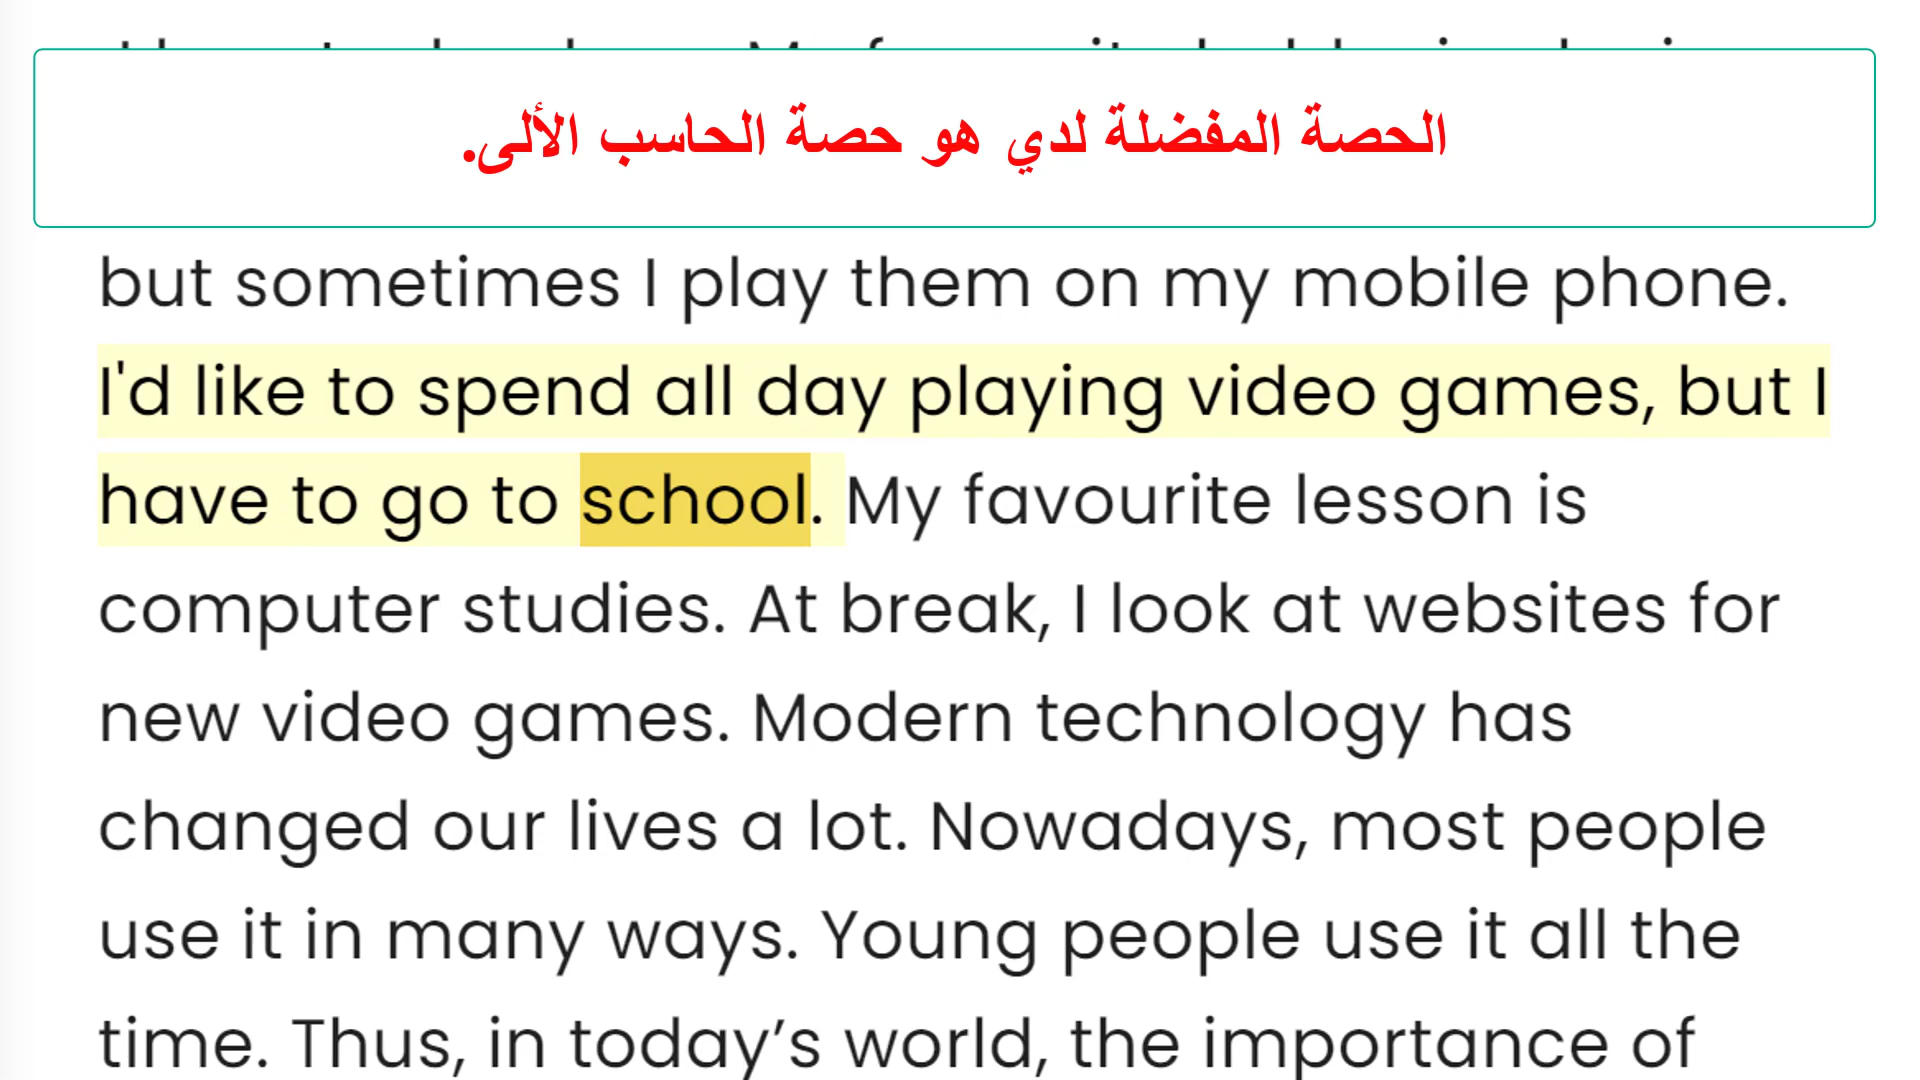 الحصة المفضلة لدي هو حصة الحاسب الألى.
but sometimes I play them on my mobile phone.
I'd like to spend all day playing video games, but I
have to go to school. My favourite lesson is
computer studies. At break, I look at websites for
new video games. Modern technology has
changed our lives a lot. Nowadays, most people
use it in many ways. Young people use it all the
time. Thus, in today’s world, the importance of